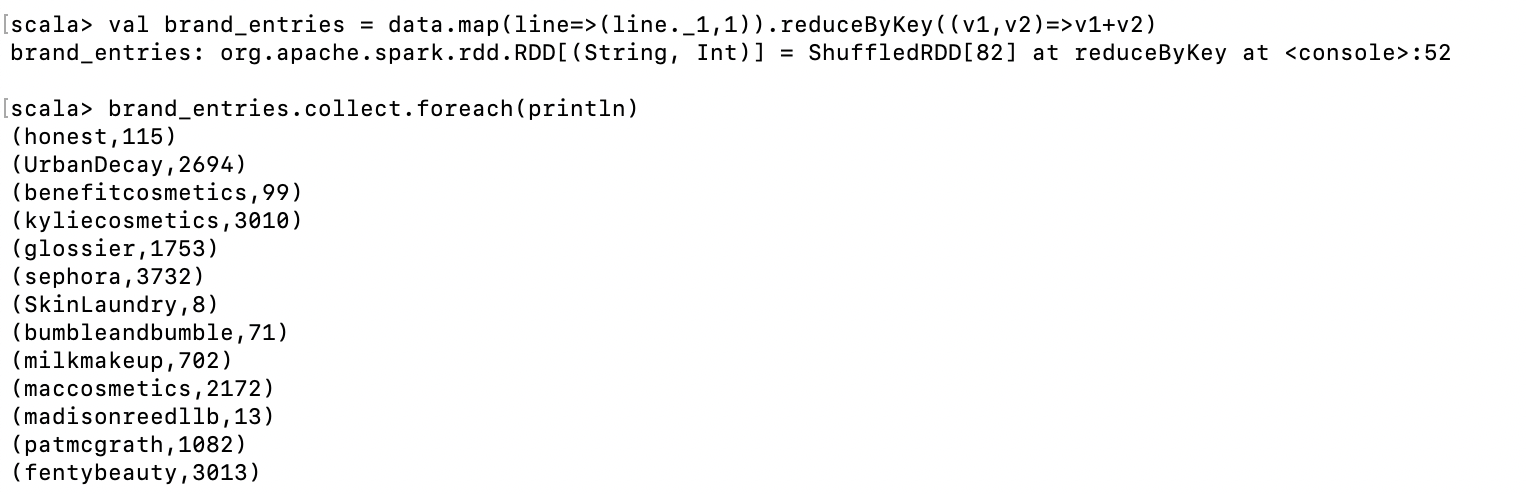 [scala> val brand_entries = data.map(line=>(line._1,1)).reduceByKey((v1,v2)=>v1+v2)
brand_entries: org.apache.spark.rdd.RDD[(String, Int)] = ShuffledRDD[82] at reduceByKey at <console>:52
[scala> brand_entries.collect.foreach(println)
(honest,115)
(UrbanDecay,2694)
(benefitcosmetics,99)
(kyliecosmetics,3010)
(glossier,1753)
(sephora,3732)
(SkinLaundry,8)
(bumbleandbumble,71)
(milkmakeup,702)
(maccosmetics,2172)
(madisonreedllb,13)
(patmcgrath,1082)
(fentybeauty,3013)